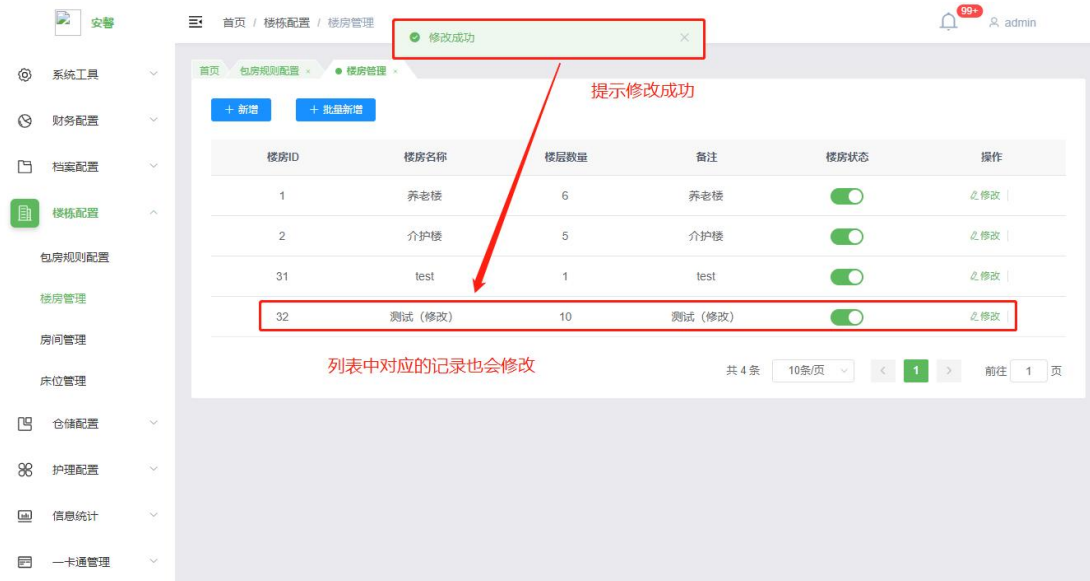 安馨
首页 / 楼栋配置 / 楼房管理
修改成功
99+
admin
系统工具
财务配置
档案配置
楼栋配置
包房规则配置
楼房管理
房间管理
床位管理
仓储配置
护理配置
信息统计
一卡通管理
首页 包房规则配置 × 楼房管理 ×
提示修改成功
+ 新增 + 批量新增
楼房ID 楼房名称 楼层数量 备注 楼房状态 操作
1 养老楼 6 养老楼 修改
2 介护楼 5 介护楼 修改
31 test 1 test 修改
32 测试（修改） 10 测试（修改） 修改
列表中对应的记录也会修改
共 4 条 10条/页 < 1 > 前往 1 页